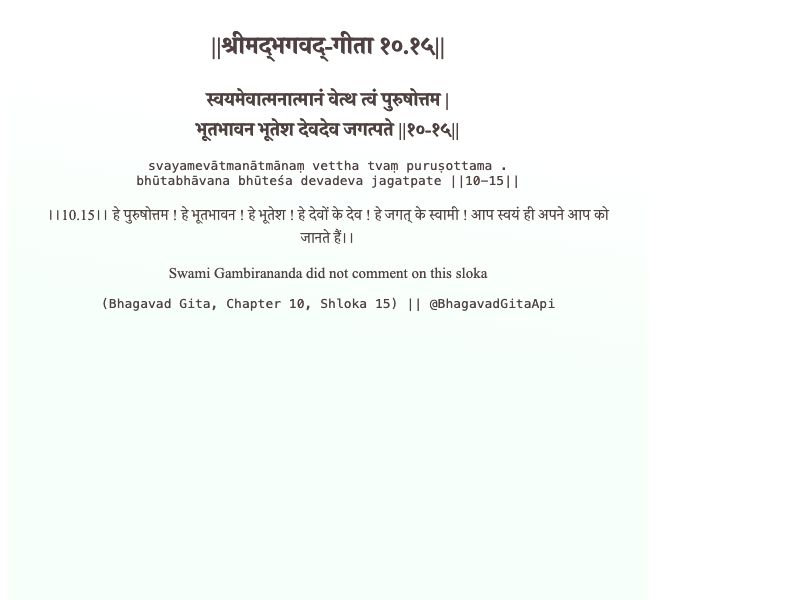 ||श्रीमद्‍भगवद्‍-गीता १०.१५||
स्वयमेवात्मनात्मानं वेत्थ त्वं पुरुषोत्तम |
भूतभावन भूतेश देवदेव जगत्पते ||१०-१५||
svayamevātmanātmānaṃ vettha tvaṃ puruṣottama .
bhūtabhāvana bhūteśa devadeva jagatpate ||10-15||
।।10.15।। हे पुरुषोत्तम ! हे भूतभावन ! हे भूतेश ! हे देवों के देव ! हे जगत् के स्वामी ! आप स्वयं ही अपने आप को
जानते हैं।।
Swami Gambirananda did not comment on this sloka
(Bhagavad Gita, Chapter 10, Shloka 15) || @BhagavadGitaApi